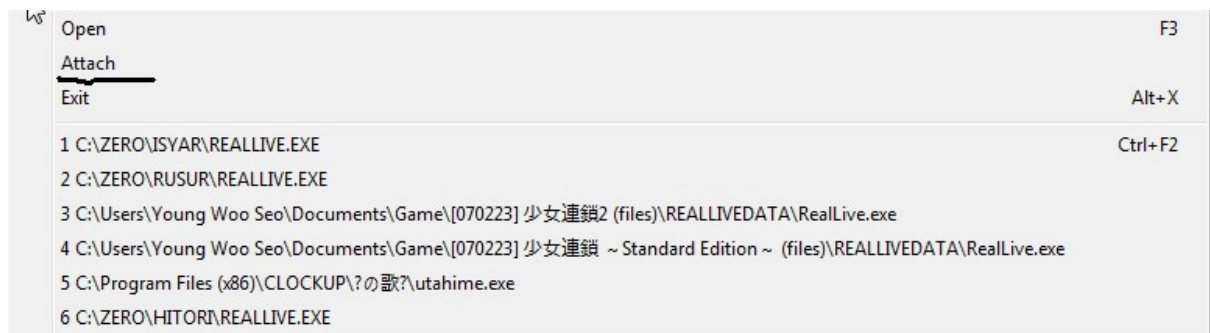 Open F3
Attach
Exit Alt+X
1 C:\ZERO\ISYAR\REALLIVE.EXE Ctrl+F2
2 C:\ZERO\RUSUR\REALLIVE.EXE
3 C:\Users\Young Woo Seo\Documents\Game\[070223] 少女連鎖2 (files)\REALLIVEDATA\RealLive.exe
4 C:\Users\Young Woo Seo\Documents\Game\[070223] 少女連鎖 ~ Standard Edition ~ (files)\REALLIVEDATA\RealLive.exe
5 C:\Program Files (x86)\CLOCKUP\?の歌?\utahime.exe
6 C:\ZERO\HITORI\REALLIVE.EXE